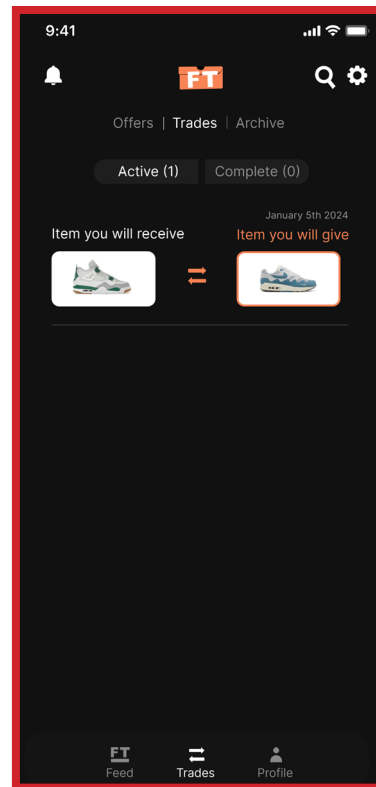 9:41
FT
Offers | Trades | Archive
Active (1) Complete (0)
January 5th 2024
Item you will receive Item you will give
FT
Feed Trades Profile